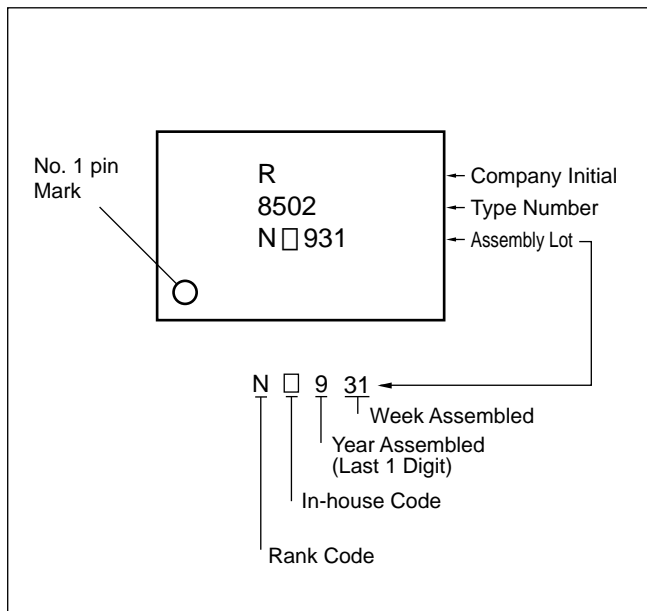 No. 1 pin
Mark
R
8502
N □ 931
Company Initial
Type Number
Assembly Lot
N □ 9 31
Week Assembled
Year Assembled
(Last 1 Digit)
In-house Code
Rank Code